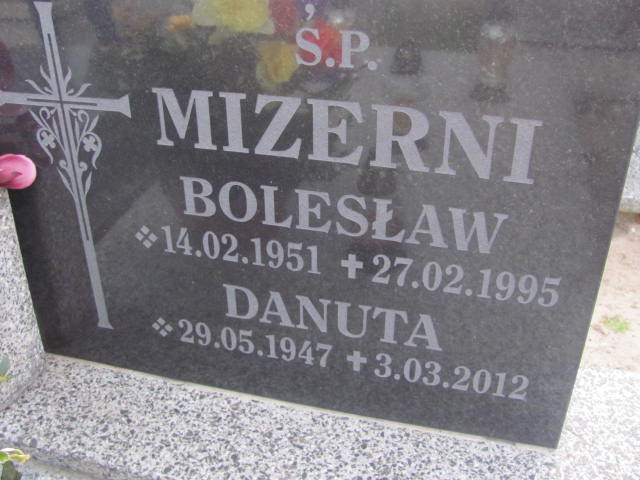 Ś.P.
MIZERNI
BOLESŁAW
❖ 14.02.1951 ✝ 27.02.1995
DANUTA
❖ 29.05.1947 ✝ 3.03.2012